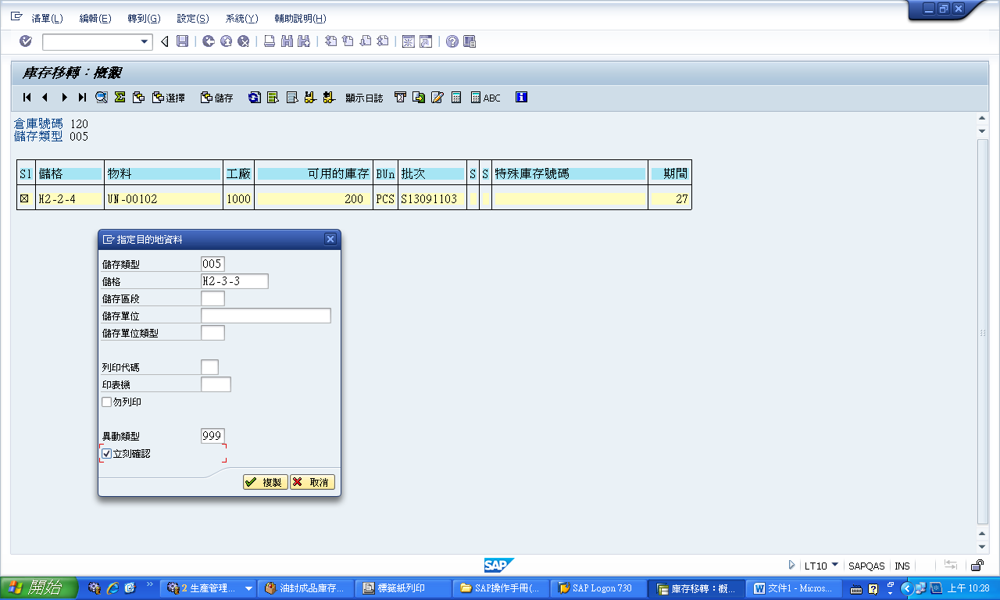 清單(L) 編輯(E) 轉到(G) 設定(S) 系統(Y) 輔助說明(H)
庫存移轉：概觀
選擇 儲存 顯示日誌 ABC
倉庫號碼 120
儲存類型 005
Sl 儲格 物料 工廠 可用的庫存 BUn 批次 S S 特殊庫存號碼 期間
H2-2-4 UN-00102 1000 200 PCS S13091103 27
指定目的地資料
儲存類型 005
儲格 H2-3-3
儲存區段
儲存單位
儲存單位類型
列印代碼
印表機
勿列印
異動類型 999
立刻確認
複製 取消
SAP LT10 SAPQAS INS
開始 2 生產管理... 油封成品庫存... 標籤紙列印 SAP操作手冊(... SAP Logon 730 庫存移轉：概... 文件1 - Micros... 上午 10:28